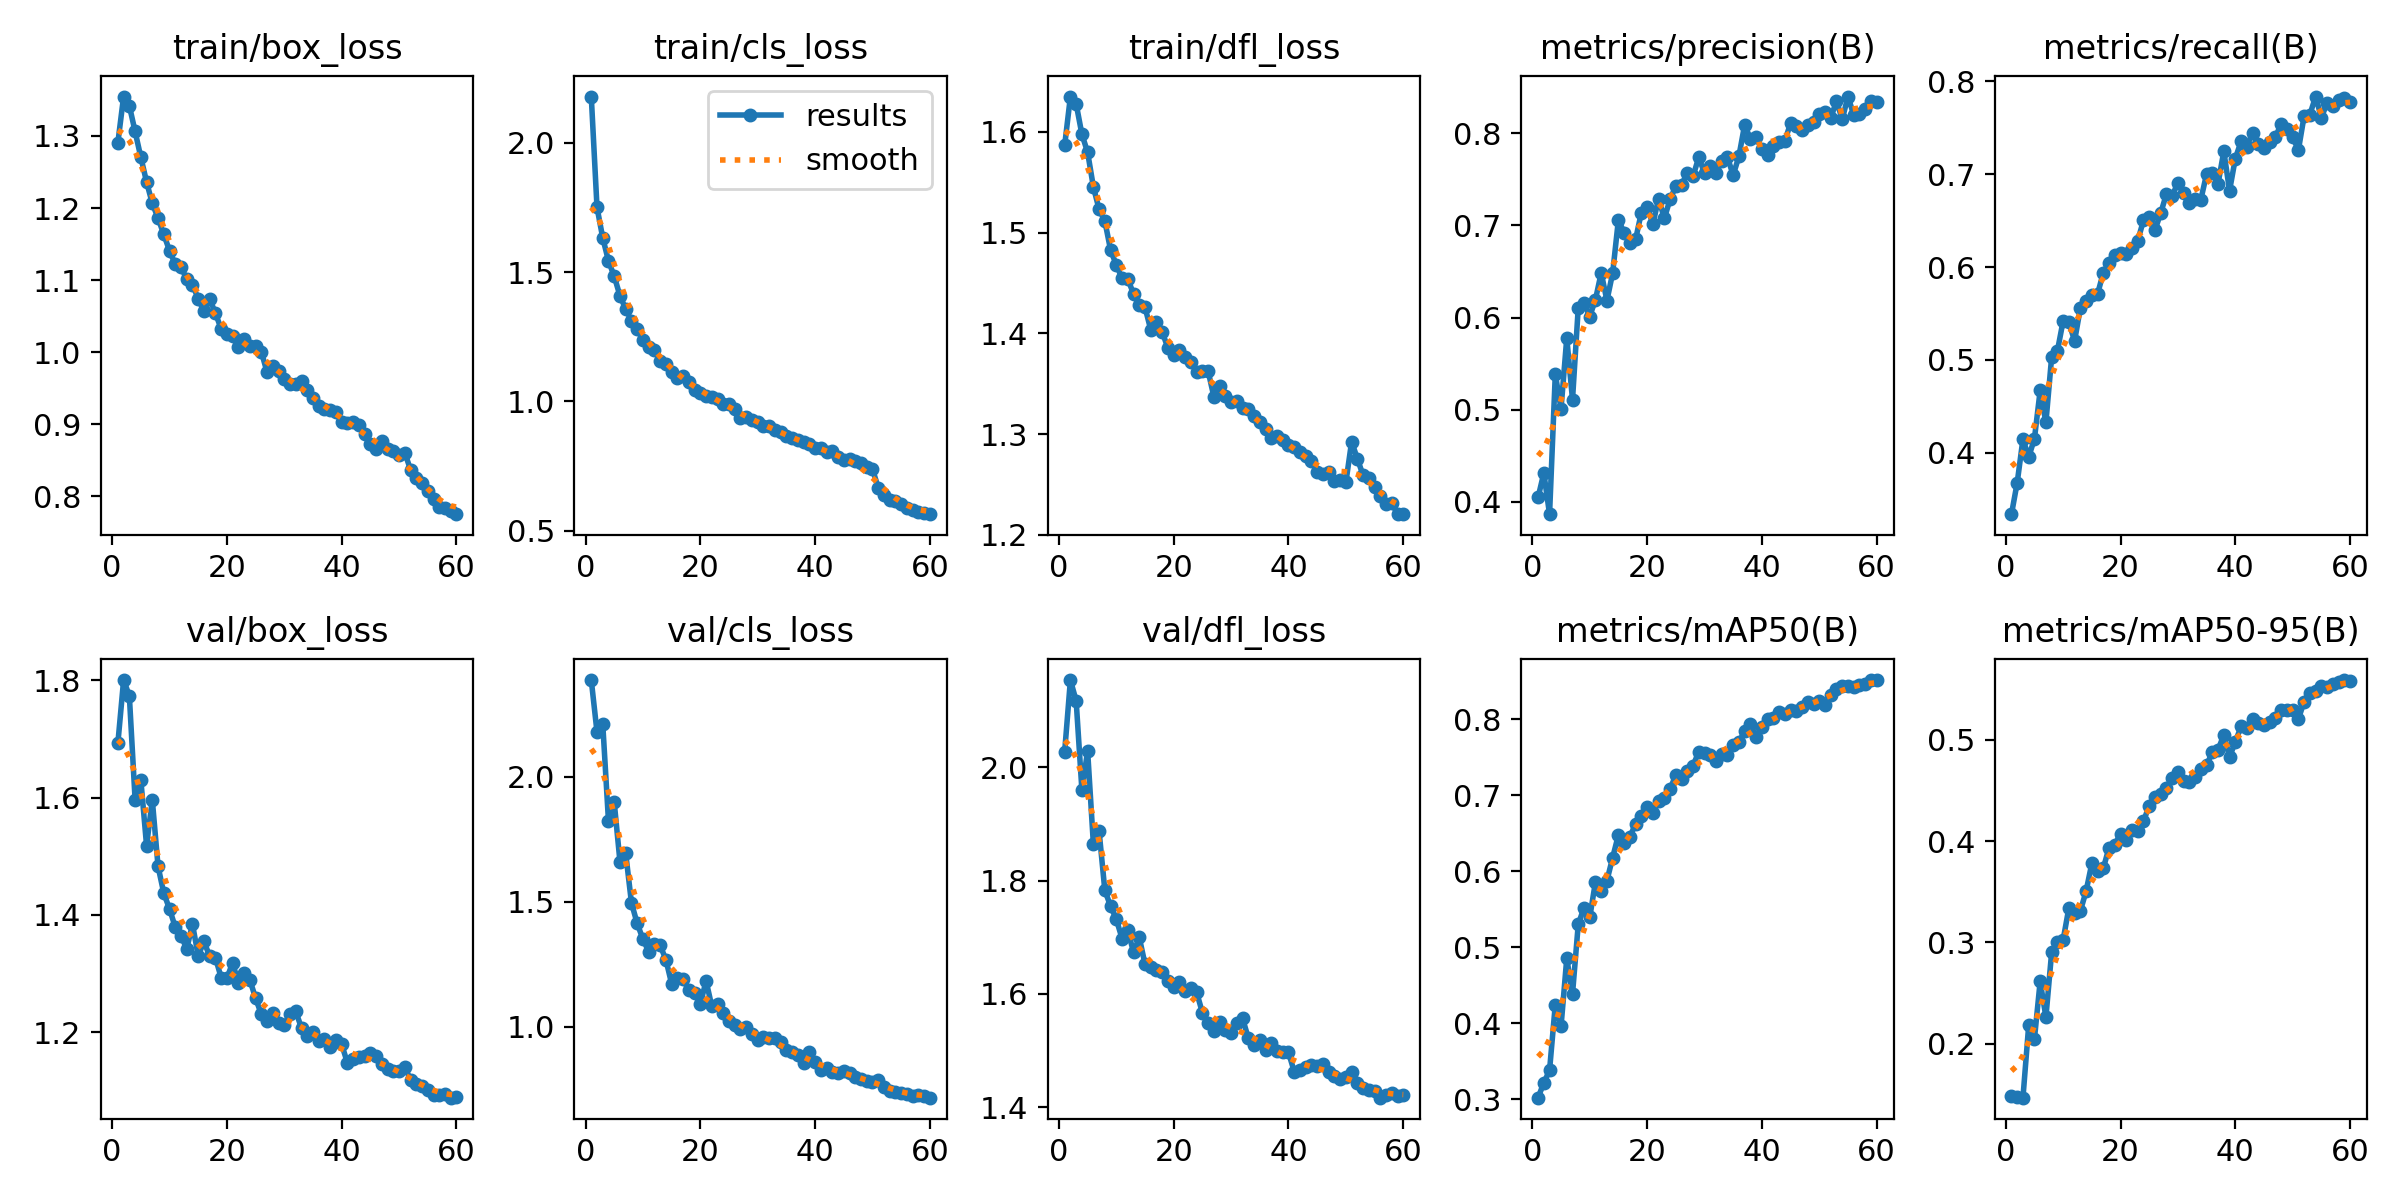 train/box_loss
1.3
1.2
1.1
1.0
0.9
0.8
0 20 40 60
train/cls_loss
results
smooth
2.0
1.5
1.0
0.5
0 20 40 60
train/dfl_loss
1.6
1.5
1.4
1.3
1.2
0 20 40 60
metrics/precision(B)
0.8
0.7
0.6
0.5
0.4
0 20 40 60
metrics/recall(B)
0.8
0.7
0.6
0.5
0.4
0 20 40 60
val/box_loss
1.8
1.6
1.4
1.2
0 20 40 60
val/cls_loss
2.0
1.5
1.0
0 20 40 60
val/dfl_loss
2.0
1.8
1.6
1.4
0 20 40 60
metrics/mAP50(B)
0.8
0.7
0.6
0.5
0.4
0.3
0 20 40 60
metrics/mAP50-95(B)
0.5
0.4
0.3
0.2
0 20 40 60